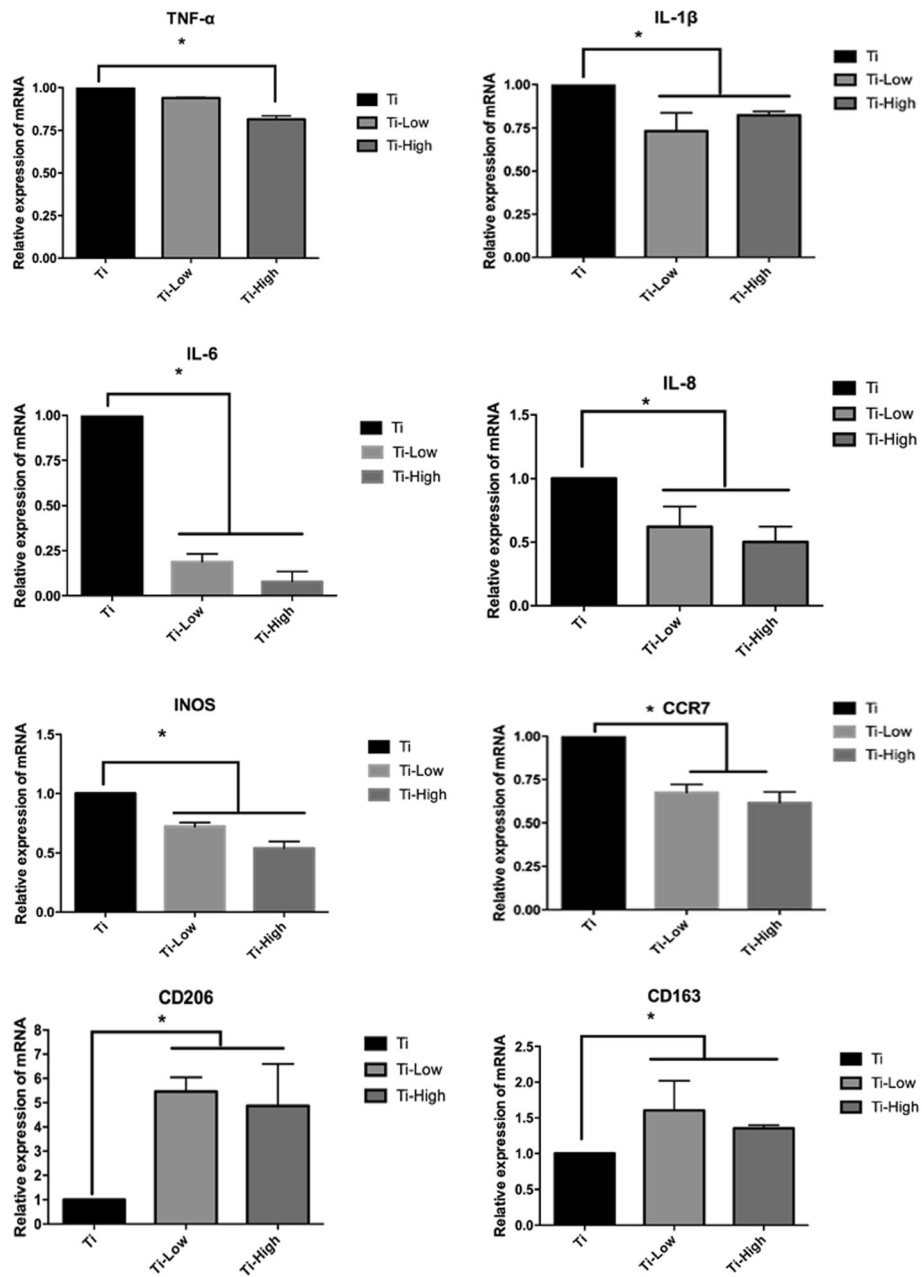 TNF-α
*
Relative expression of mRNA
1.00
0.75
0.50
0.25
0.00
Ti
Ti-Low
Ti-High
Ti
Ti-Low
Ti-High
IL-1β
*
Relative expression of mRNA
1.00
0.75
0.50
0.25
0.00
Ti
Ti-Low
Ti-High
Ti
Ti-Low
Ti-High
IL-6
*
Relative expression of mRNA
1.00
0.75
0.50
0.25
0.00
Ti
Ti-Low
Ti-High
Ti
Ti-Low
Ti-High
IL-8
*
Relative expression of mRNA
1.5
1.0
0.5
0.0
Ti
Ti-Low
Ti-High
Ti
Ti-Low
Ti-High
INOS
*
Relative expression of mRNA
1.5
1.0
0.5
0.0
Ti
Ti-Low
Ti-High
Ti
Ti-Low
Ti-High
* CCR7
Relative expression of mRNA
1.00
0.75
0.50
0.25
0.00
Ti
Ti-Low
Ti-High
Ti
Ti-Low
Ti-High
CD206
*
Relative expression of mRNA
8
7
6
5
4
3
2
1
0
Ti
Ti-Low
Ti-High
Ti
Ti-Low
Ti-High
CD163
*
Relative expression of mRNA
2.5
2.0
1.5
1.0
0.5
0.0
Ti
Ti-Low
Ti-High
Ti
Ti-Low
Ti-High